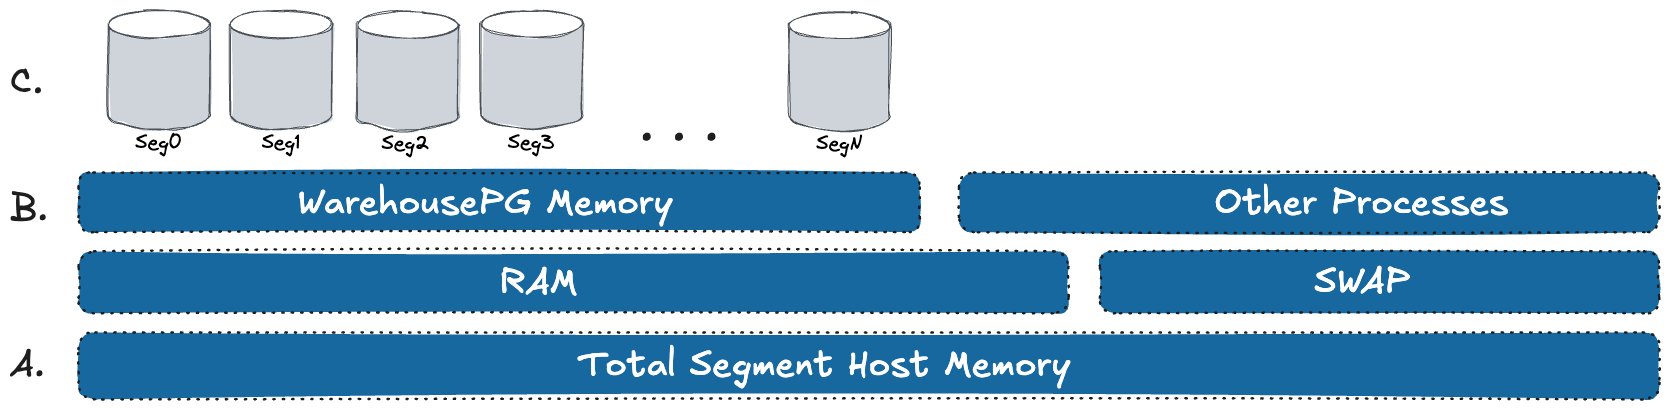 C.
Seg0 Seg1 Seg2 Seg3 ... SegN
B. WarehousePG Memory Other Processes
RAM SWAP
A. Total Segment Host Memory